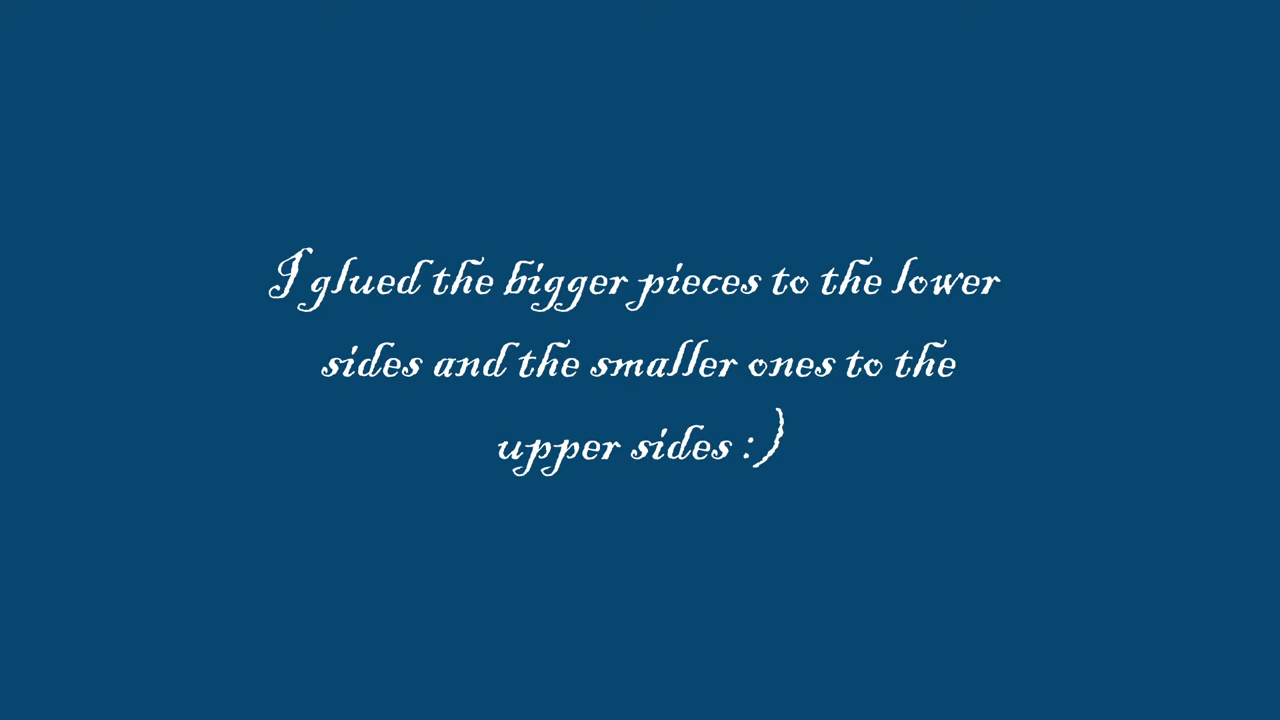 I glued the bigger pieces to the lower
sides and the smaller ones to the
upper sides :)